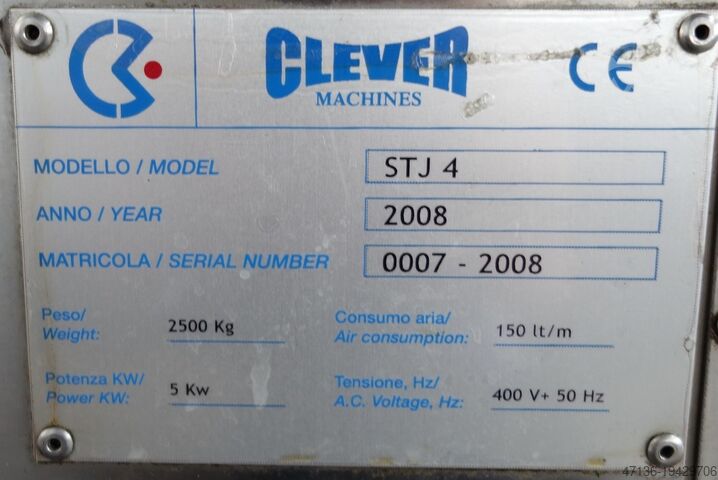 CLEVER
MACHINES
CE
MODELLO / MODEL STJ 4
ANNO / YEAR 2008
MATRICOLA / SERIAL NUMBER 0007 - 2008
Peso/
Weight: 2500 Kg
Consumo aria/
Air consumption: 150 lt/m
Potenza KW/
Power KW: 5 Kw
Tensione, Hz/
A.C. Voltage, Hz: 400 V+ 50 Hz
47136-19429706